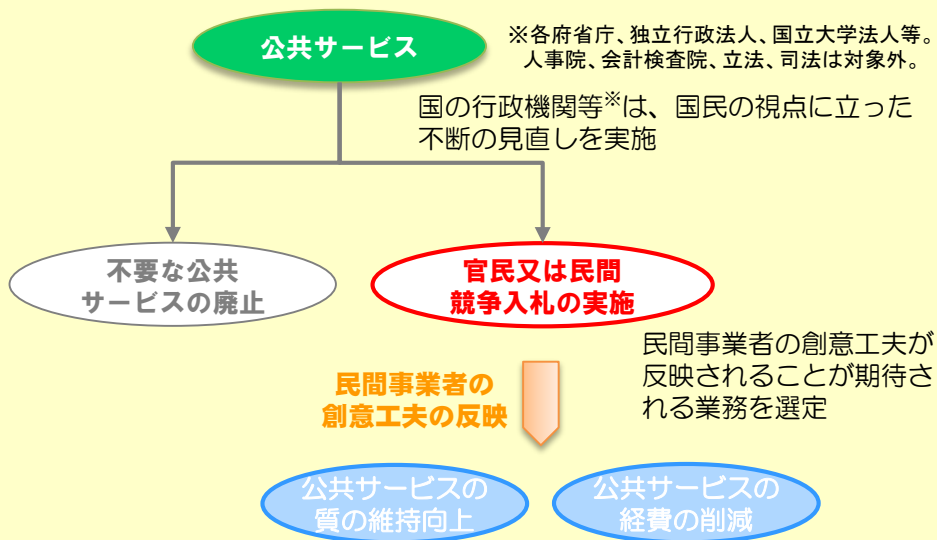 公共サービス
※各府省庁、独立行政法人、国立大学法人等。
人事院、会計検査院、立法、司法は対象外。
国の行政機関等※は、国民の視点に立った
不断の見直しを実施
不要な公共
サービスの廃止
官民又は民間
競争入札の実施
民間事業者の創意工夫が
反映されることが期待さ
れる業務を選定
民間事業者の
創意工夫の反映
公共サービスの
質の維持向上
公共サービスの
経費の削減